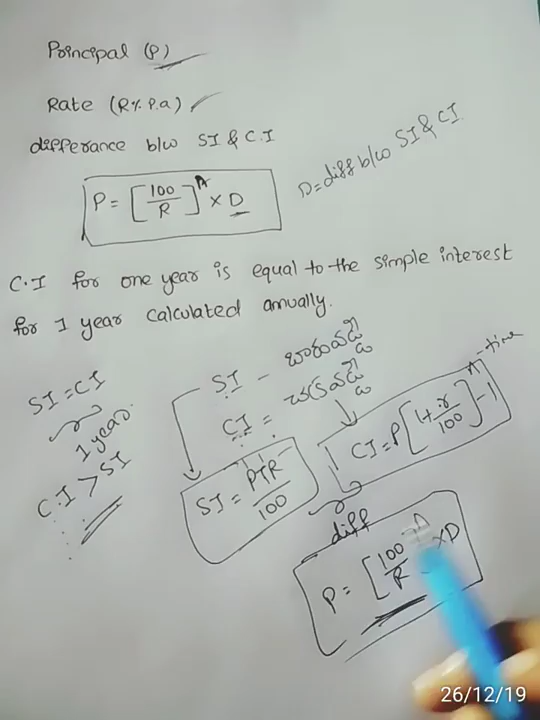 Principal (P)
Rate (R% P.a)
differance b/w SI & C.I
P = [100/R]^n × D
D = diff b/w SI & CI
C.I for one year is equal to the simple interest
for 1 year calculated annually.
SI = CI
1 year
C.I > SI
SI -
CI =
SI = PTR/100
CI = P[1+r/100]^n - 1
n - time
diff
P = [100/R] × D
26/12/19